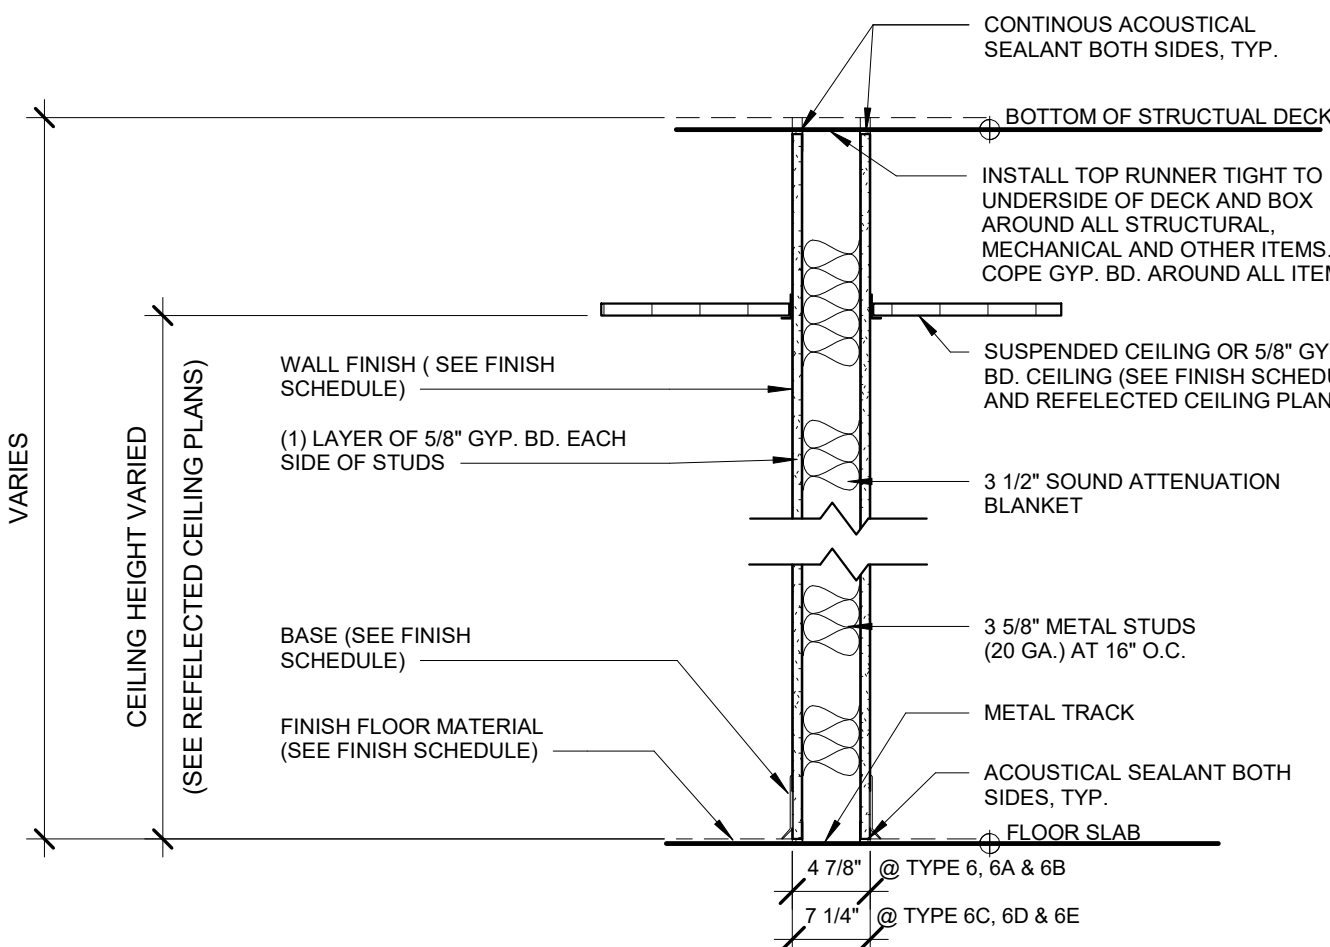 CONTINOUS ACOUSTICAL
SEALANT BOTH SIDES, TYP.
BOTTOM OF STRUCTUAL DECK
INSTALL TOP RUNNER TIGHT TO
UNDERSIDE OF DECK AND BOX
AROUND ALL STRUCTURAL,
MECHANICAL AND OTHER ITEMS.
COPE GYP. BD. AROUND ALL
SUSPENDED CEILING OR 5/8"
BD. CEILING (SEE FINISH
AND REFELECTED CEILING PLAN
WALL FINISH ( SEE FINISH
SCHEDULE)
(1) LAYER OF 5/8" GYP. BD. EACH
SIDE OF STUDS
3 1/2" SOUND ATTENUATION
BLANKET
VARIES
CEILING HEIGHT VARIED
(SEE REFELECTED CEILING PLANS)
BASE (SEE FINISH
SCHEDULE)
3 5/8" METAL STUDS
(20 GA.) AT 16" O.C.
FINISH FLOOR MATERIAL
(SEE FINISH SCHEDULE)
METAL TRACK
ACOUSTICAL SEALANT BOTH
SIDES, TYP.
FLOOR SLAB
4 7/8" @ TYPE 6, 6A & 6B
7 1/4" @ TYPE 6C, 6D & 6E